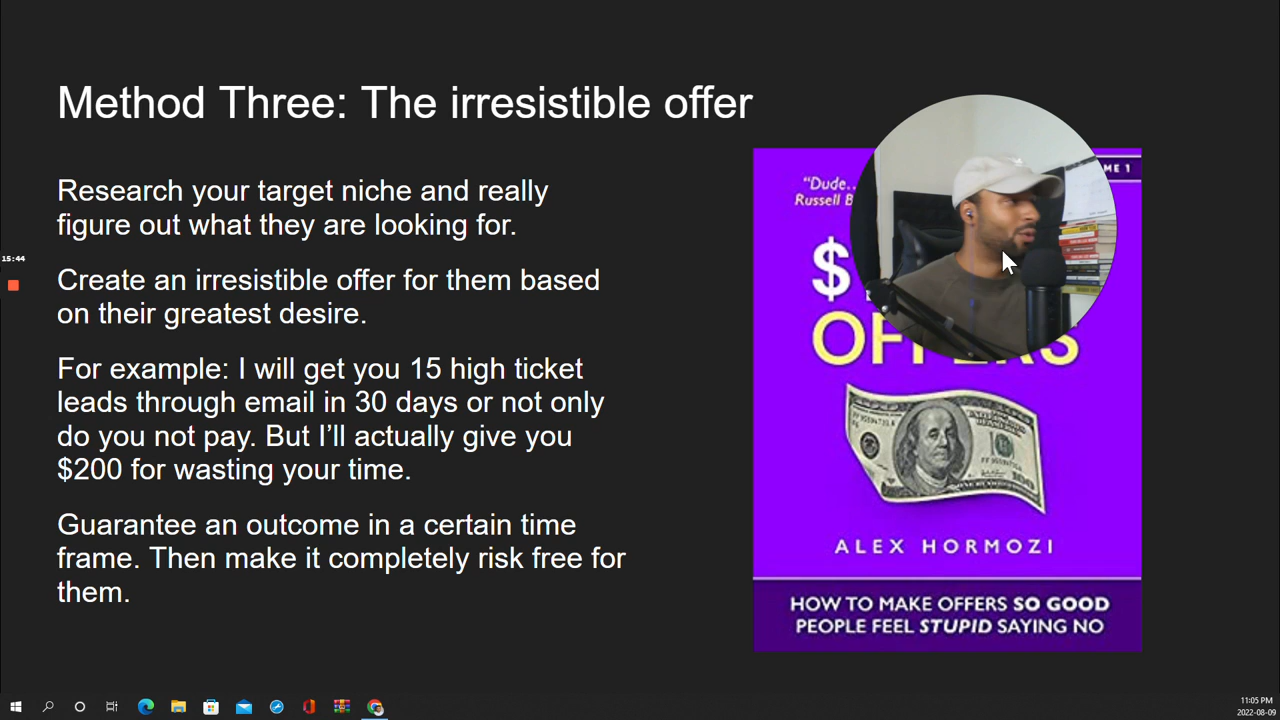 Method Three: The irresistible offer
Research your target niche and really
figure out what they are looking for.
Create an irresistible offer for them based
on their greatest desire.
For example: I will get you 15 high ticket
leads through email in 30 days or not only
do you not pay. But I’ll actually give you
$200 for wasting your time.
Guarantee an outcome in a certain time
frame. Then make it completely risk free for
them.
15:44
ME 1
“Dude..
Russell B
$
OFFERS
ALEX HORMOZI
HOW TO MAKE OFFERS SO GOOD
PEOPLE FEEL STUPID SAYING NO
11:05 PM
2022-08-09